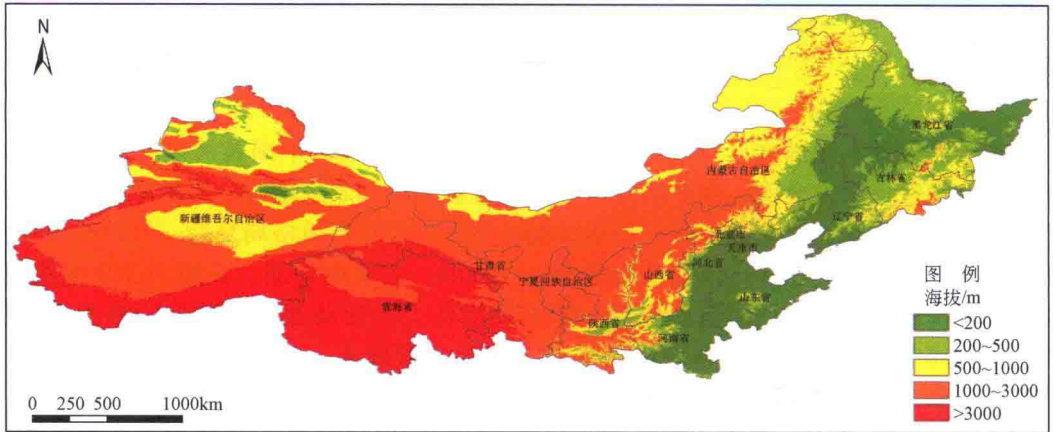 N
黑龙江省
内蒙古自治区
吉林省
辽宁省
新疆维吾尔自治区
北京市
天津市
河北省
甘肃省
宁夏回族自治区
山西省
山东省
青海省
陕西省
河南省
图 例
海拔/m
<200
200~500
500~1000
1000~3000
>3000
0 250 500 1000km